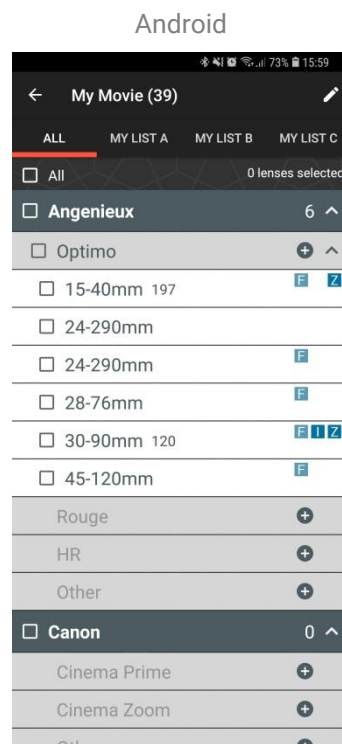 Android
73% 15:59
My Movie (39)
ALL MY LIST A MY LIST B MY LIST C
All 0 lenses selected
Angenieux 6
Optimo
15-40mm 197 F Z
24-290mm
24-290mm F
28-76mm F
30-90mm 120 F I Z
45-120mm F
Rouge
HR
Other
Canon 0
Cinema Prime
Cinema Zoom